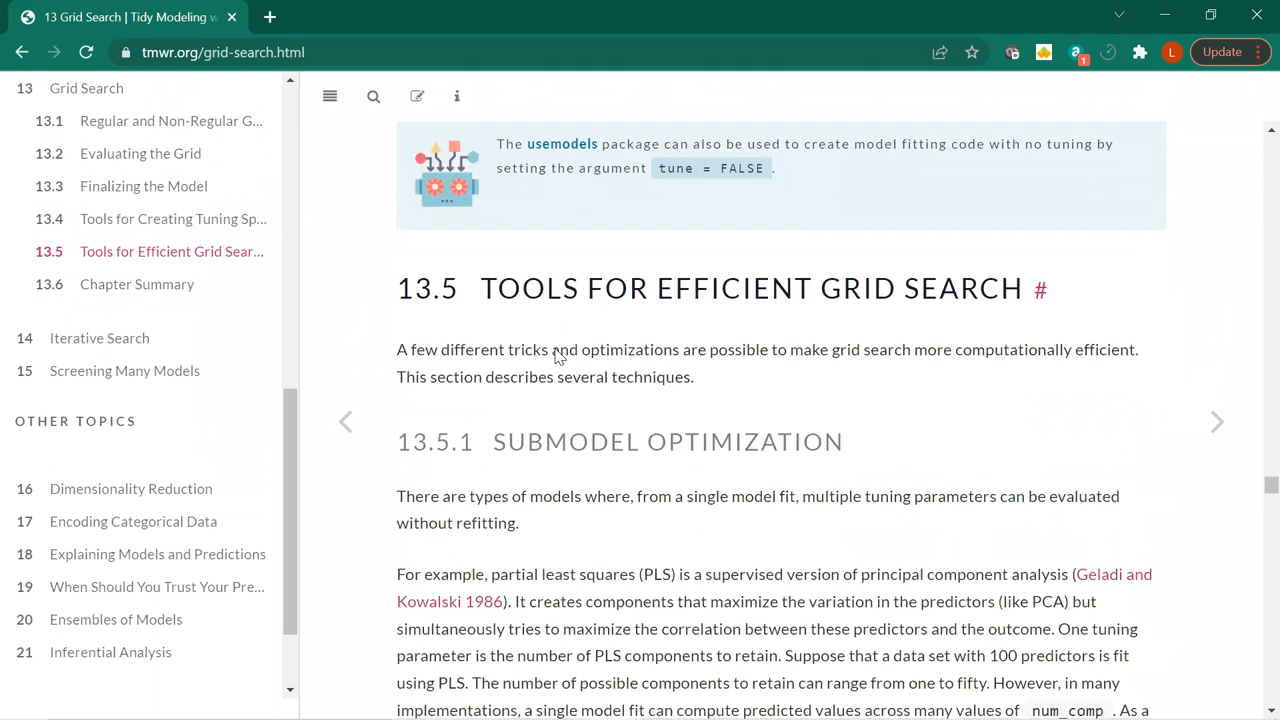 13 Grid Search | Tidy Modeling w
tmwr.org/grid-search.html
1
L
Update
13 Grid Search
13.1 Regular and Non-Regular G...
13.2 Evaluating the Grid
13.3 Finalizing the Model
13.4 Tools for Creating Tuning Sp...
13.5 Tools for Efficient Grid Sear...
13.6 Chapter Summary
14 Iterative Search
15 Screening Many Models
OTHER TOPICS
16 Dimensionality Reduction
17 Encoding Categorical Data
18 Explaining Models and Predictions
19 When Should You Trust Your Pre...
20 Ensembles of Models
21 Inferential Analysis
The usemodels package can also be used to create model fitting code with no tuning by
setting the argument tune = FALSE .
13.5 TOOLS FOR EFFICIENT GRID SEARCH #
A few different tricks and optimizations are possible to make grid search more computationally efficient.
This section describes several techniques.
13.5.1 SUBMODEL OPTIMIZATION
There are types of models where, from a single model fit, multiple tuning parameters can be evaluated
without refitting.
For example, partial least squares (PLS) is a supervised version of principal component analysis (Geladi and
Kowalski 1986). It creates components that maximize the variation in the predictors (like PCA) but
simultaneously tries to maximize the correlation between these predictors and the outcome. One tuning
parameter is the number of PLS components to retain. Suppose that a data set with 100 predictors is fit
using PLS. The number of possible components to retain can range from one to fifty. However, in many
implementations, a single model fit can compute predicted values across many values of num_comp . As a